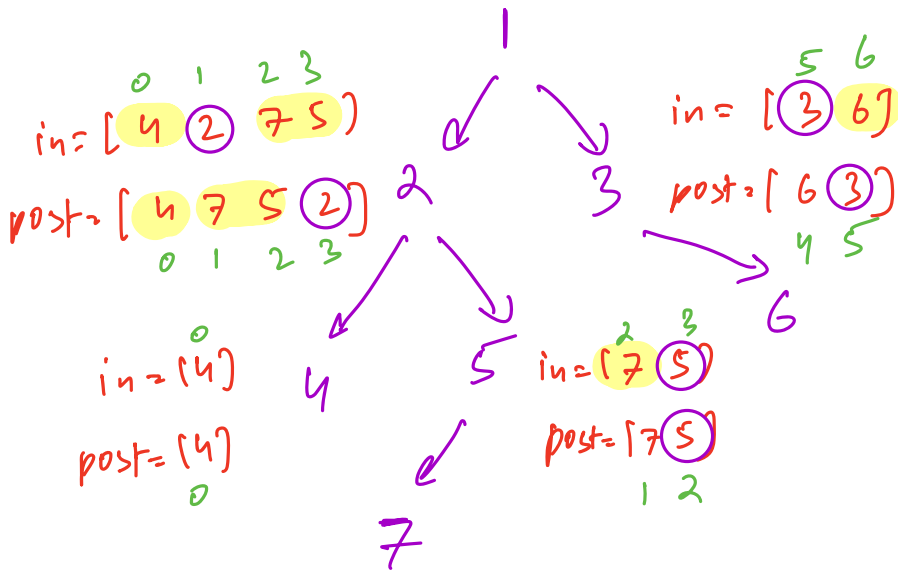 1
0 1 2 3
in = [ 4 2 7 5 ]
post = [ 4 7 5 2 ]
0 1 2 3
5 6
in = [ 3 6 ]
post = [ 6 3 ]
4 5
2
3
0
in = [ 4 ]
post = [ 4 ]
0
4
5
6
2 3
in = [ 7 5 ]
post = [ 7 5 ]
1 2
7